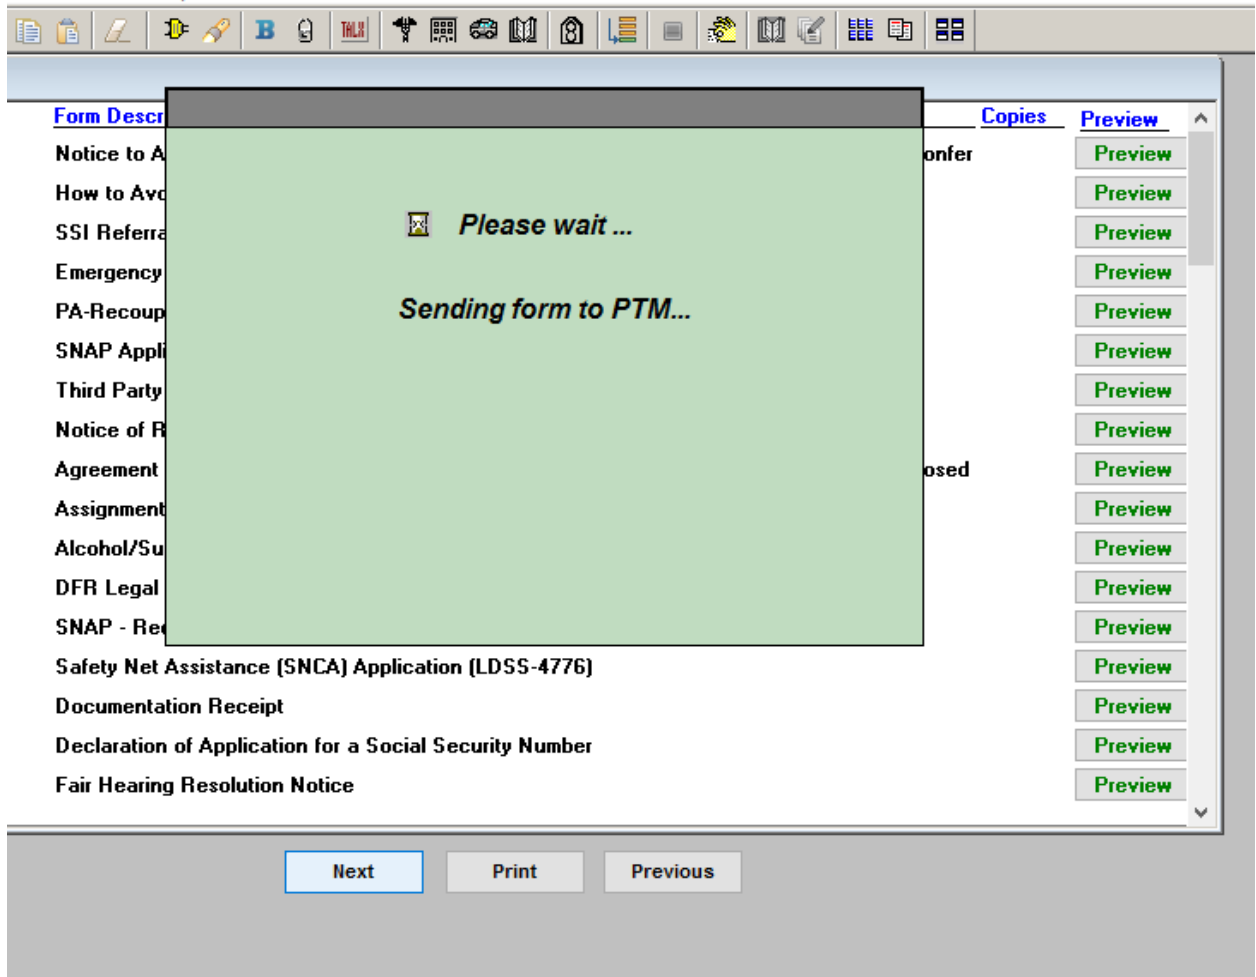 B TALX 8
Form Descr Copies Preview
Notice to A onfer Preview
How to Avo Preview
SSI Referra Preview
Emergency Preview
Please wait ...
PA-Recoup Preview
Sending form to PTM...
SNAP Appli Preview
Third Party Preview
Notice of R Preview
Agreement osed Preview
Assignment Preview
Alcohol/Su Preview
DFR Legal Preview
SNAP - Re Preview
Safety Net Assistance (SNCA) Application (LDSS-4776) Preview
Documentation Receipt Preview
Declaration of Application for a Social Security Number Preview
Fair Hearing Resolution Notice Preview
Next Print Previous